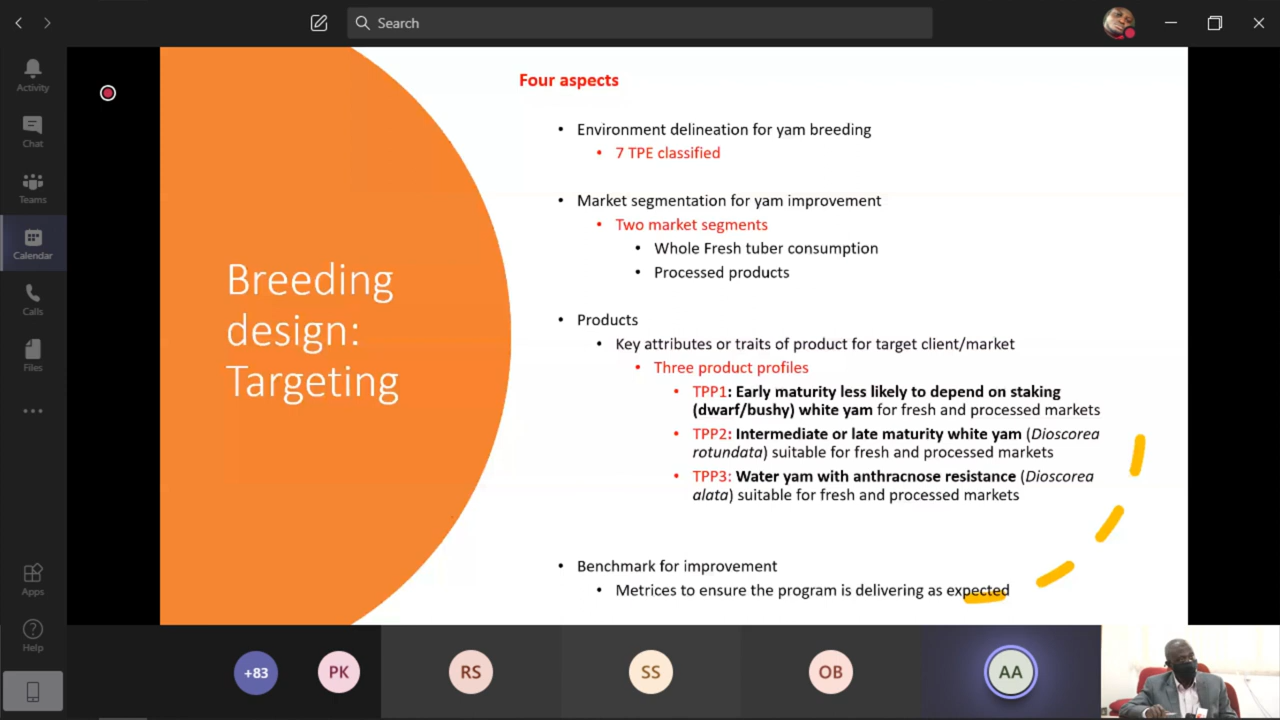 Search
Activity
Chat
Teams
Calendar
Calls
Files
Apps
Help
Breeding
design:
Targeting
Four aspects
• Environment delineation for yam breeding
• 7 TPE classified
• Market segmentation for yam improvement
• Two market segments
• Whole Fresh tuber consumption
• Processed products
• Products
• Key attributes or traits of product for target client/market
• Three product profiles
• TPP1: Early maturity less likely to depend on staking
(dwarf/bushy) white yam for fresh and processed markets
• TPP2: Intermediate or late maturity white yam (Dioscorea
rotundata) suitable for fresh and processed markets
• TPP3: Water yam with anthracnose resistance (Dioscorea
alata) suitable for fresh and processed markets
• Benchmark for improvement
• Metrices to ensure the program is delivering as expected
+83
PK
RS
SS
OB
AA